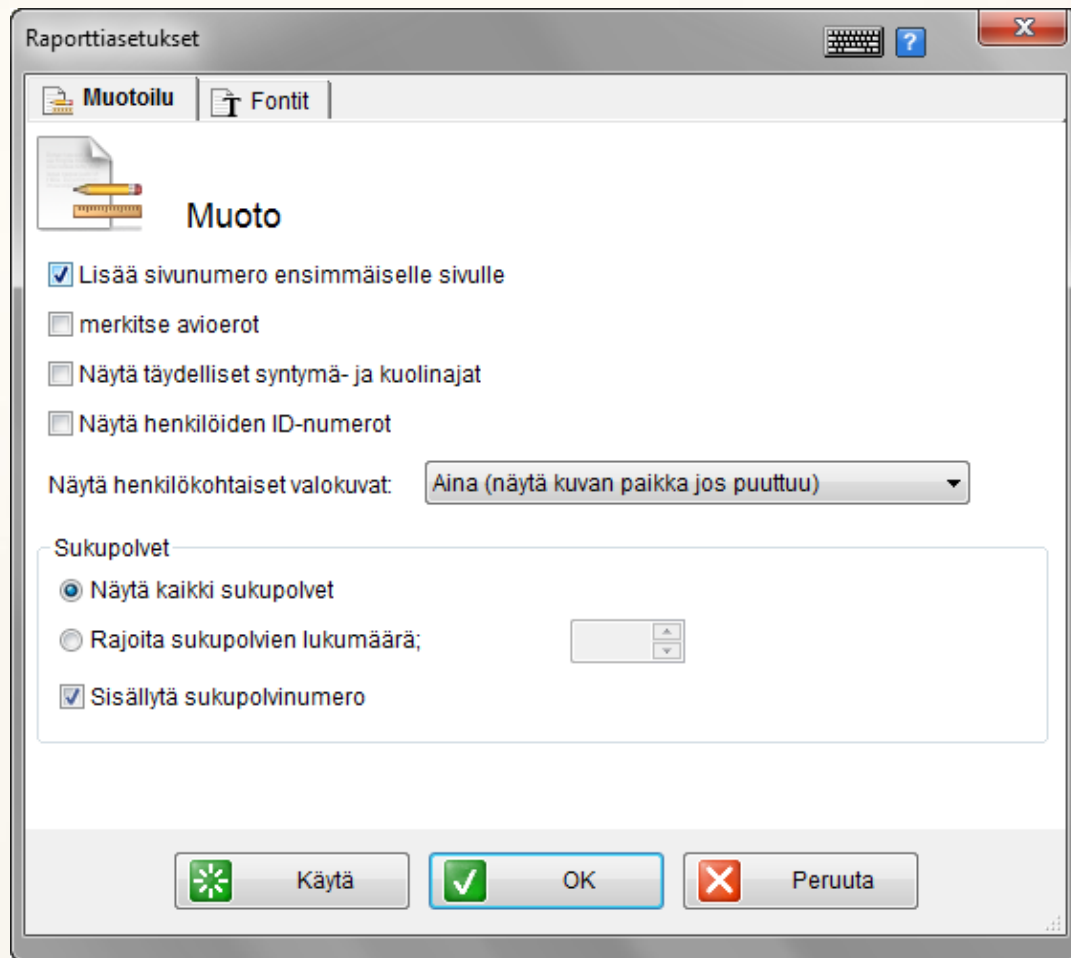 Raporttiasetukset
Muotoilu
Fontit
Muoto
Lisää sivunumero ensimmäiselle sivulle
merkitse avioerot
Näytä täydelliset syntymä- ja kuolinajat
Näytä henkilöiden ID-numerot
Näytä henkilökohtaiset valokuvat: Aina (näytä kuvan paikka jos puuttuu)
Sukupolvet
Näytä kaikki sukupolvet
Rajoita sukupolvien lukumäärä;
Sisällytä sukupolvinumero
Käytä
OK
Peruuta